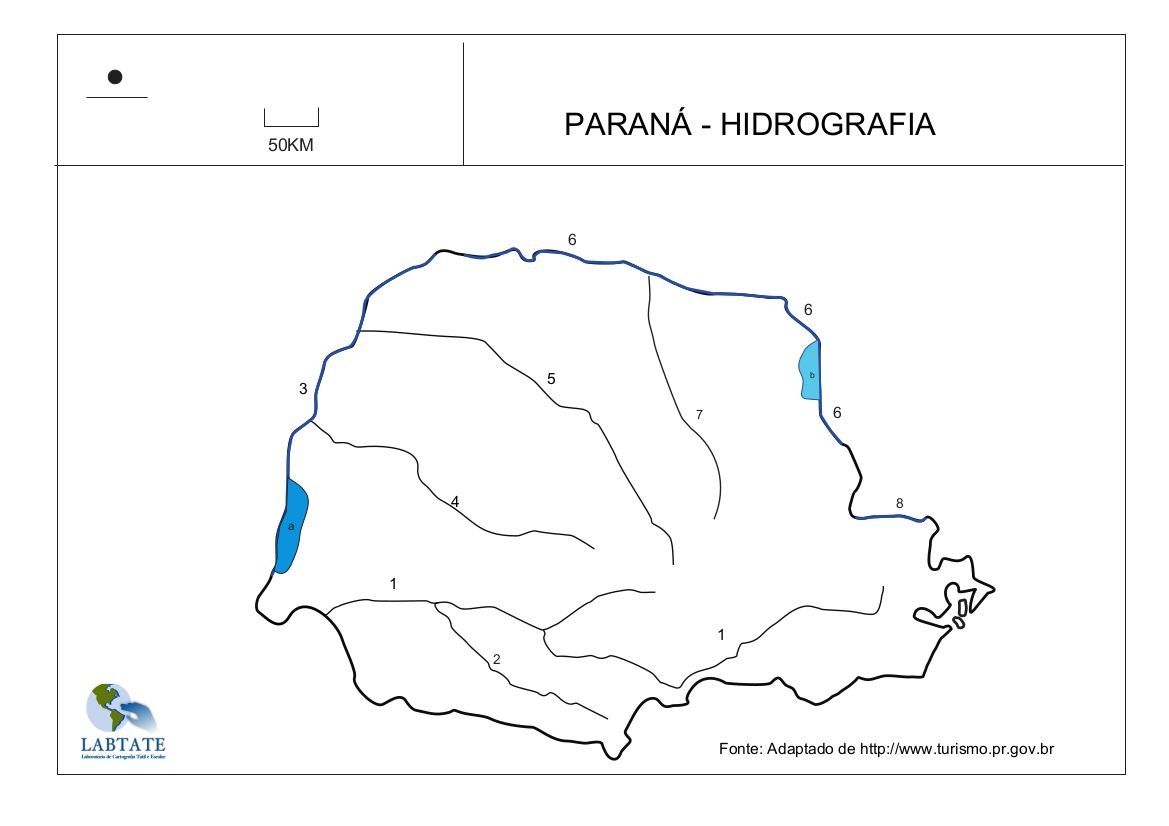 50KM
PARANÁ - HIDROGRAFIA
6
6
3
b
5
6
7
4
8
a
1
1
2
LABTATE
Laboratório de Cartografia Tátil e Escolar
Fonte: Adaptado de http://www.turismo.pr.gov.br